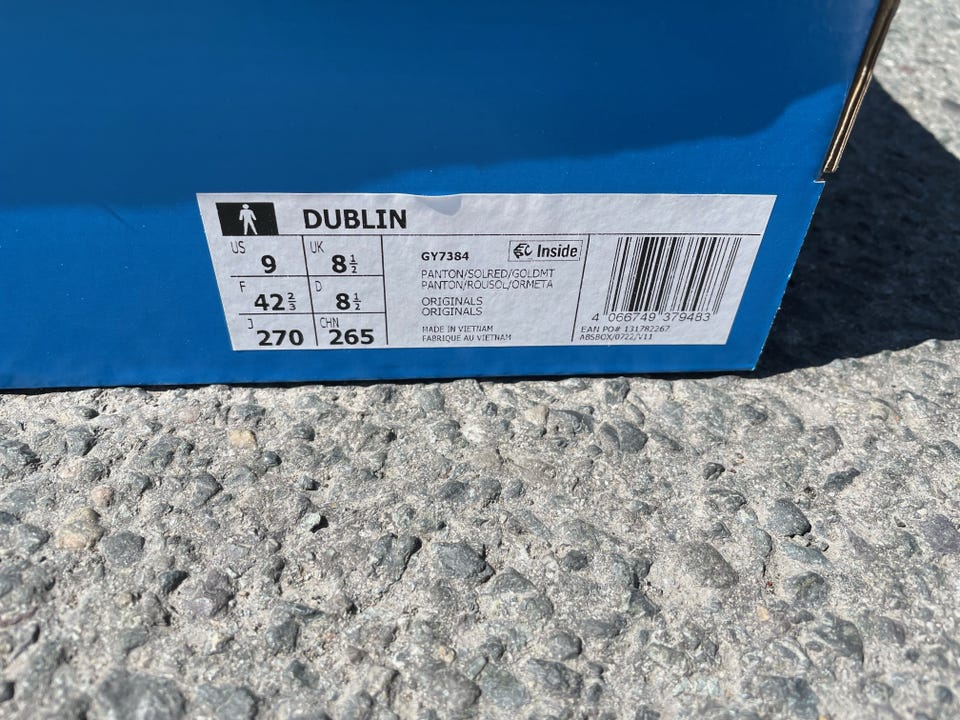 DUBLIN
US 9 UK 8½
F 42⅔ D 8½
J 270 CHN 265
GY7384
Inside
PANTON/SOLRED/GOLDMT
PANTON/ROUSOL/ORMETA
ORIGINALS
ORIGINALS
MADE IN VIETNAM
FABRIQUE AU VIETNAM
4 066749 379483
EAN PO# 131782267
ABSBOX/0722/V11